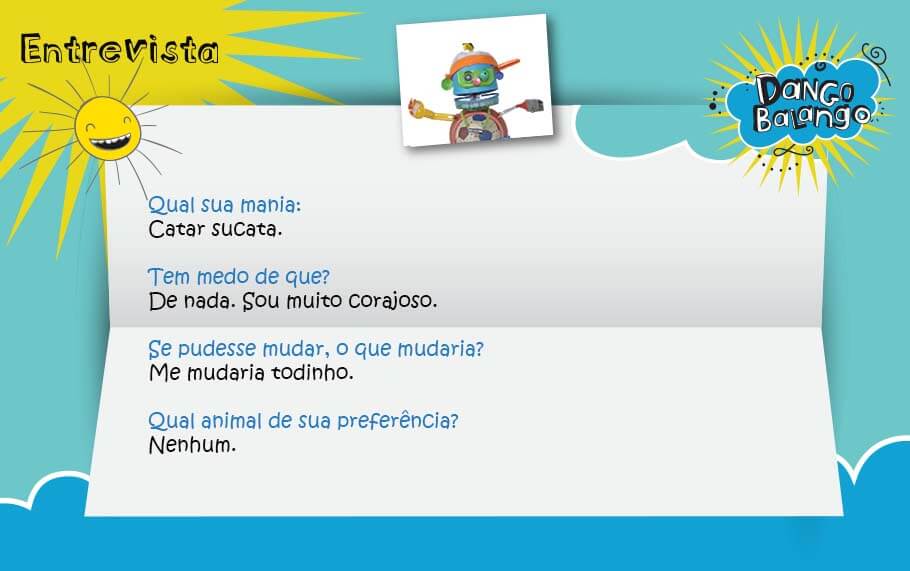 Entrevista
DANGO
BALANGO
Qual sua mania:
Catar sucata.
Tem medo de que?
De nada. Sou muito corajoso.
Se pudesse mudar, o que mudaria?
Me mudaria todinho.
Qual animal de sua preferência?
Nenhum.